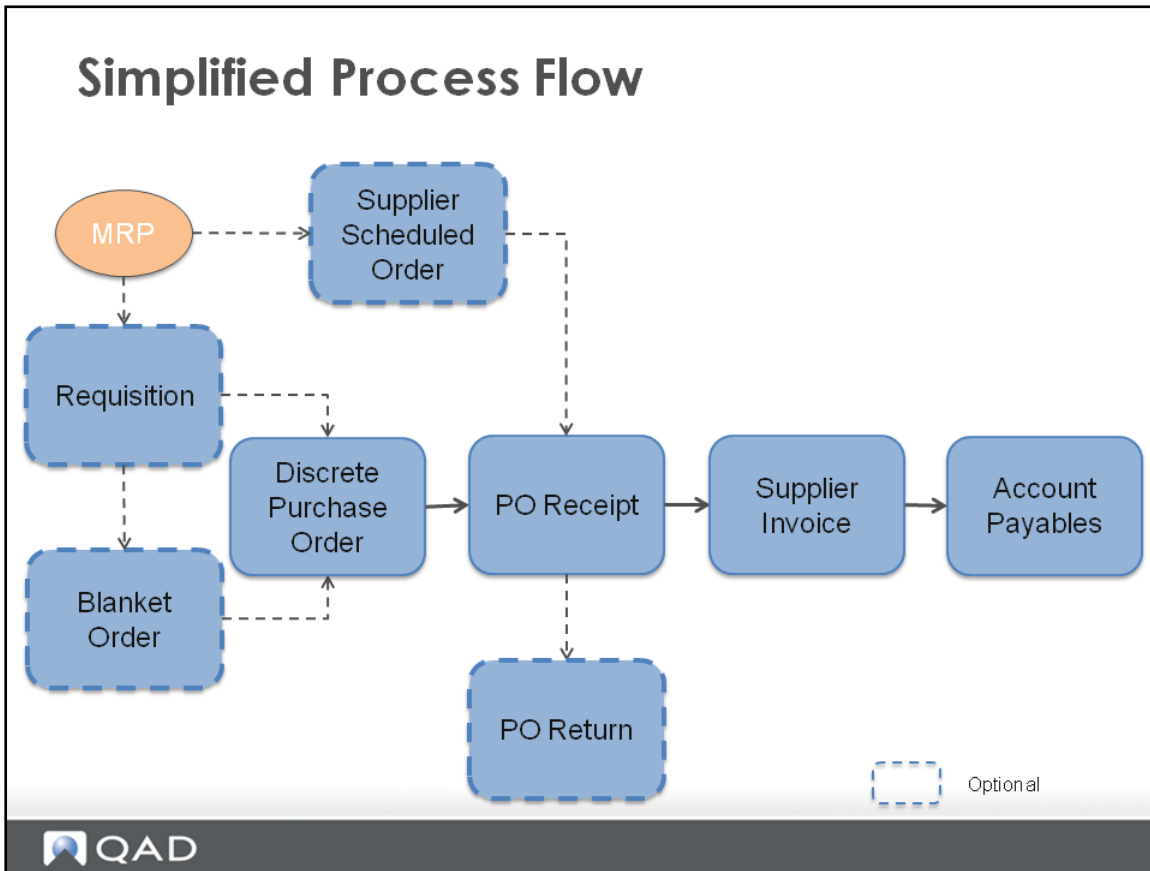 Simplified Process Flow
MRP
Supplier
Scheduled
Order
Requisition
Discrete
Purchase
Order
PO Receipt
Supplier
Invoice
Account
Payables
Blanket
Order
PO Return
Optional
QAD